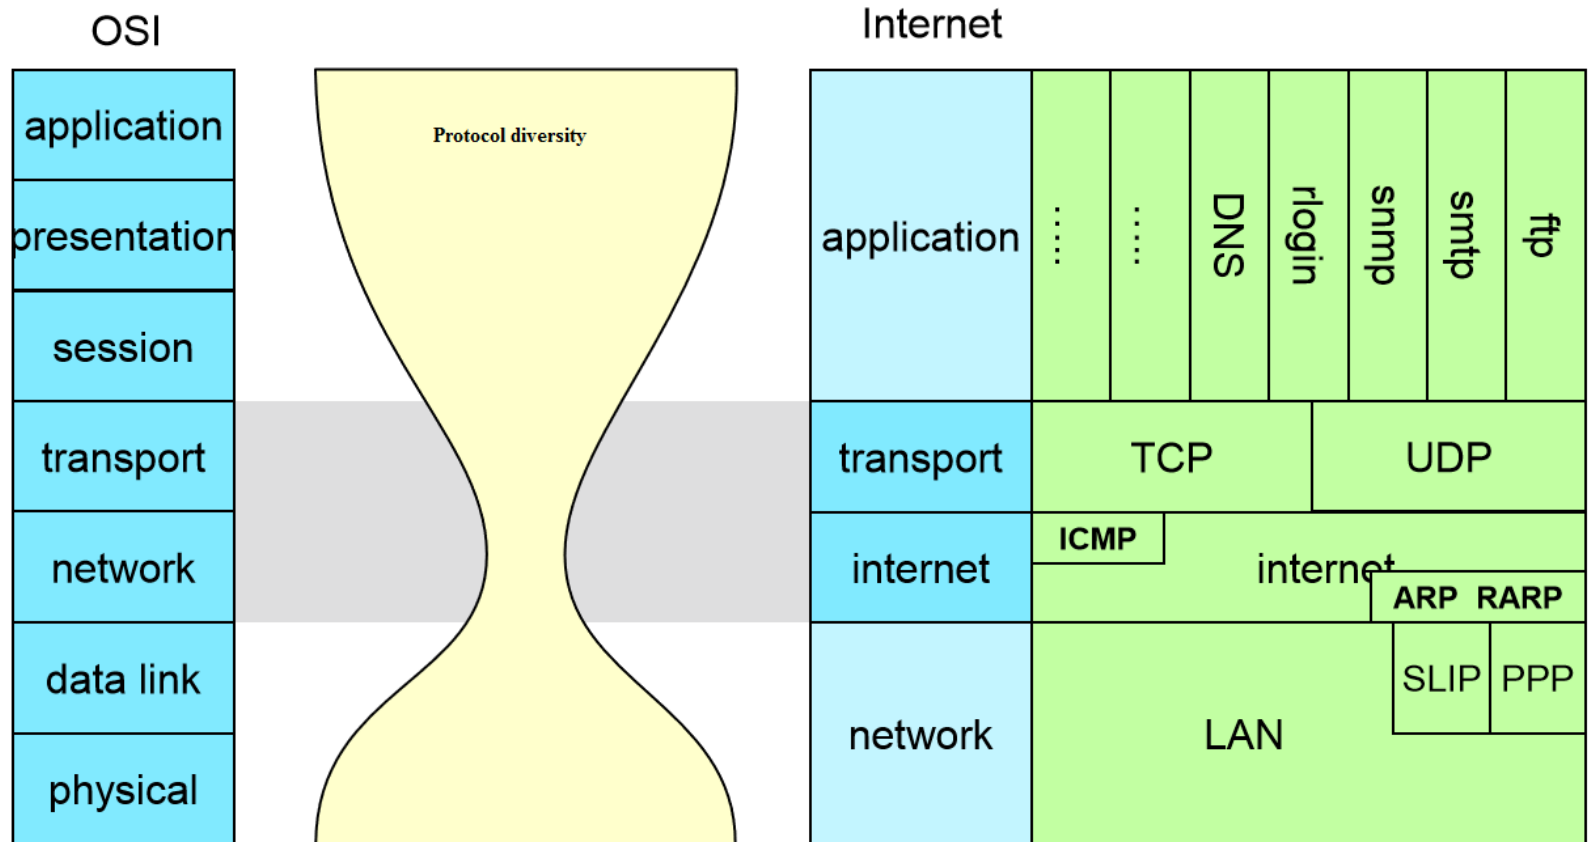 OSI
application
presentation
session
transport
network
data link
physical
Protocol diversity
Internet
application
transport
internet
network
.....
.....
DNS
rlogin
snmp
smtp
ftp
TCP
UDP
ICMP
internet
ARP RARP
LAN
SLIP
PPP